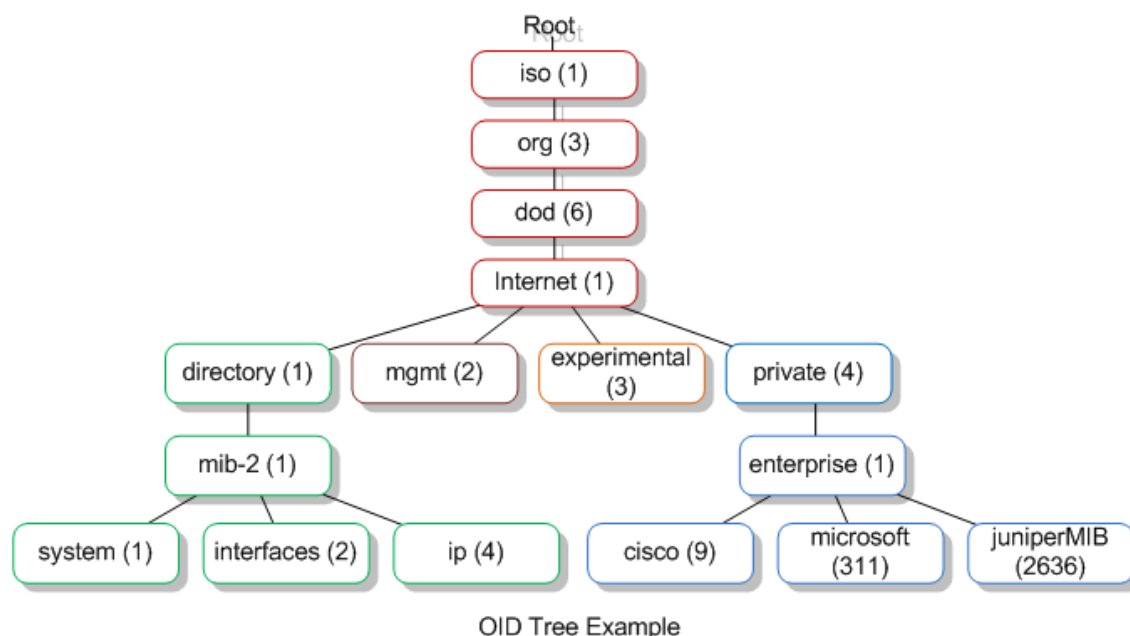 Root
Root
iso (1)
org (3)
dod (6)
Internet (1)
directory (1)
mgmt (2)
experimental
(3)
private (4)
mib-2 (1)
enterprise (1)
system (1)
interfaces (2)
ip (4)
cisco (9)
microsoft
(311)
juniperMIB
(2636)
OID Tree Example